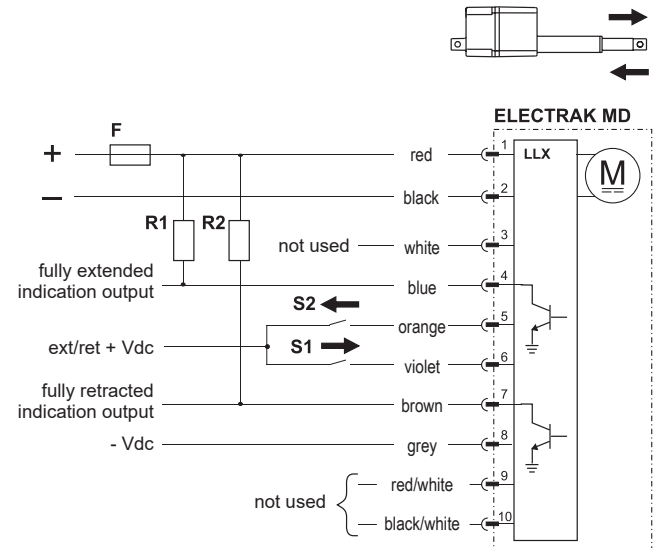 ELECTRAK MD
F
+
red
1
LLX
M
−
black
2
R1
R2
not used
white
3
fully extended
indication output
blue
4
S2
orange
5
ext/ret + Vdc
S1
violet
6
fully retracted
indication output
brown
7
- Vdc
grey
8
not used
red/white
9
black/white
10